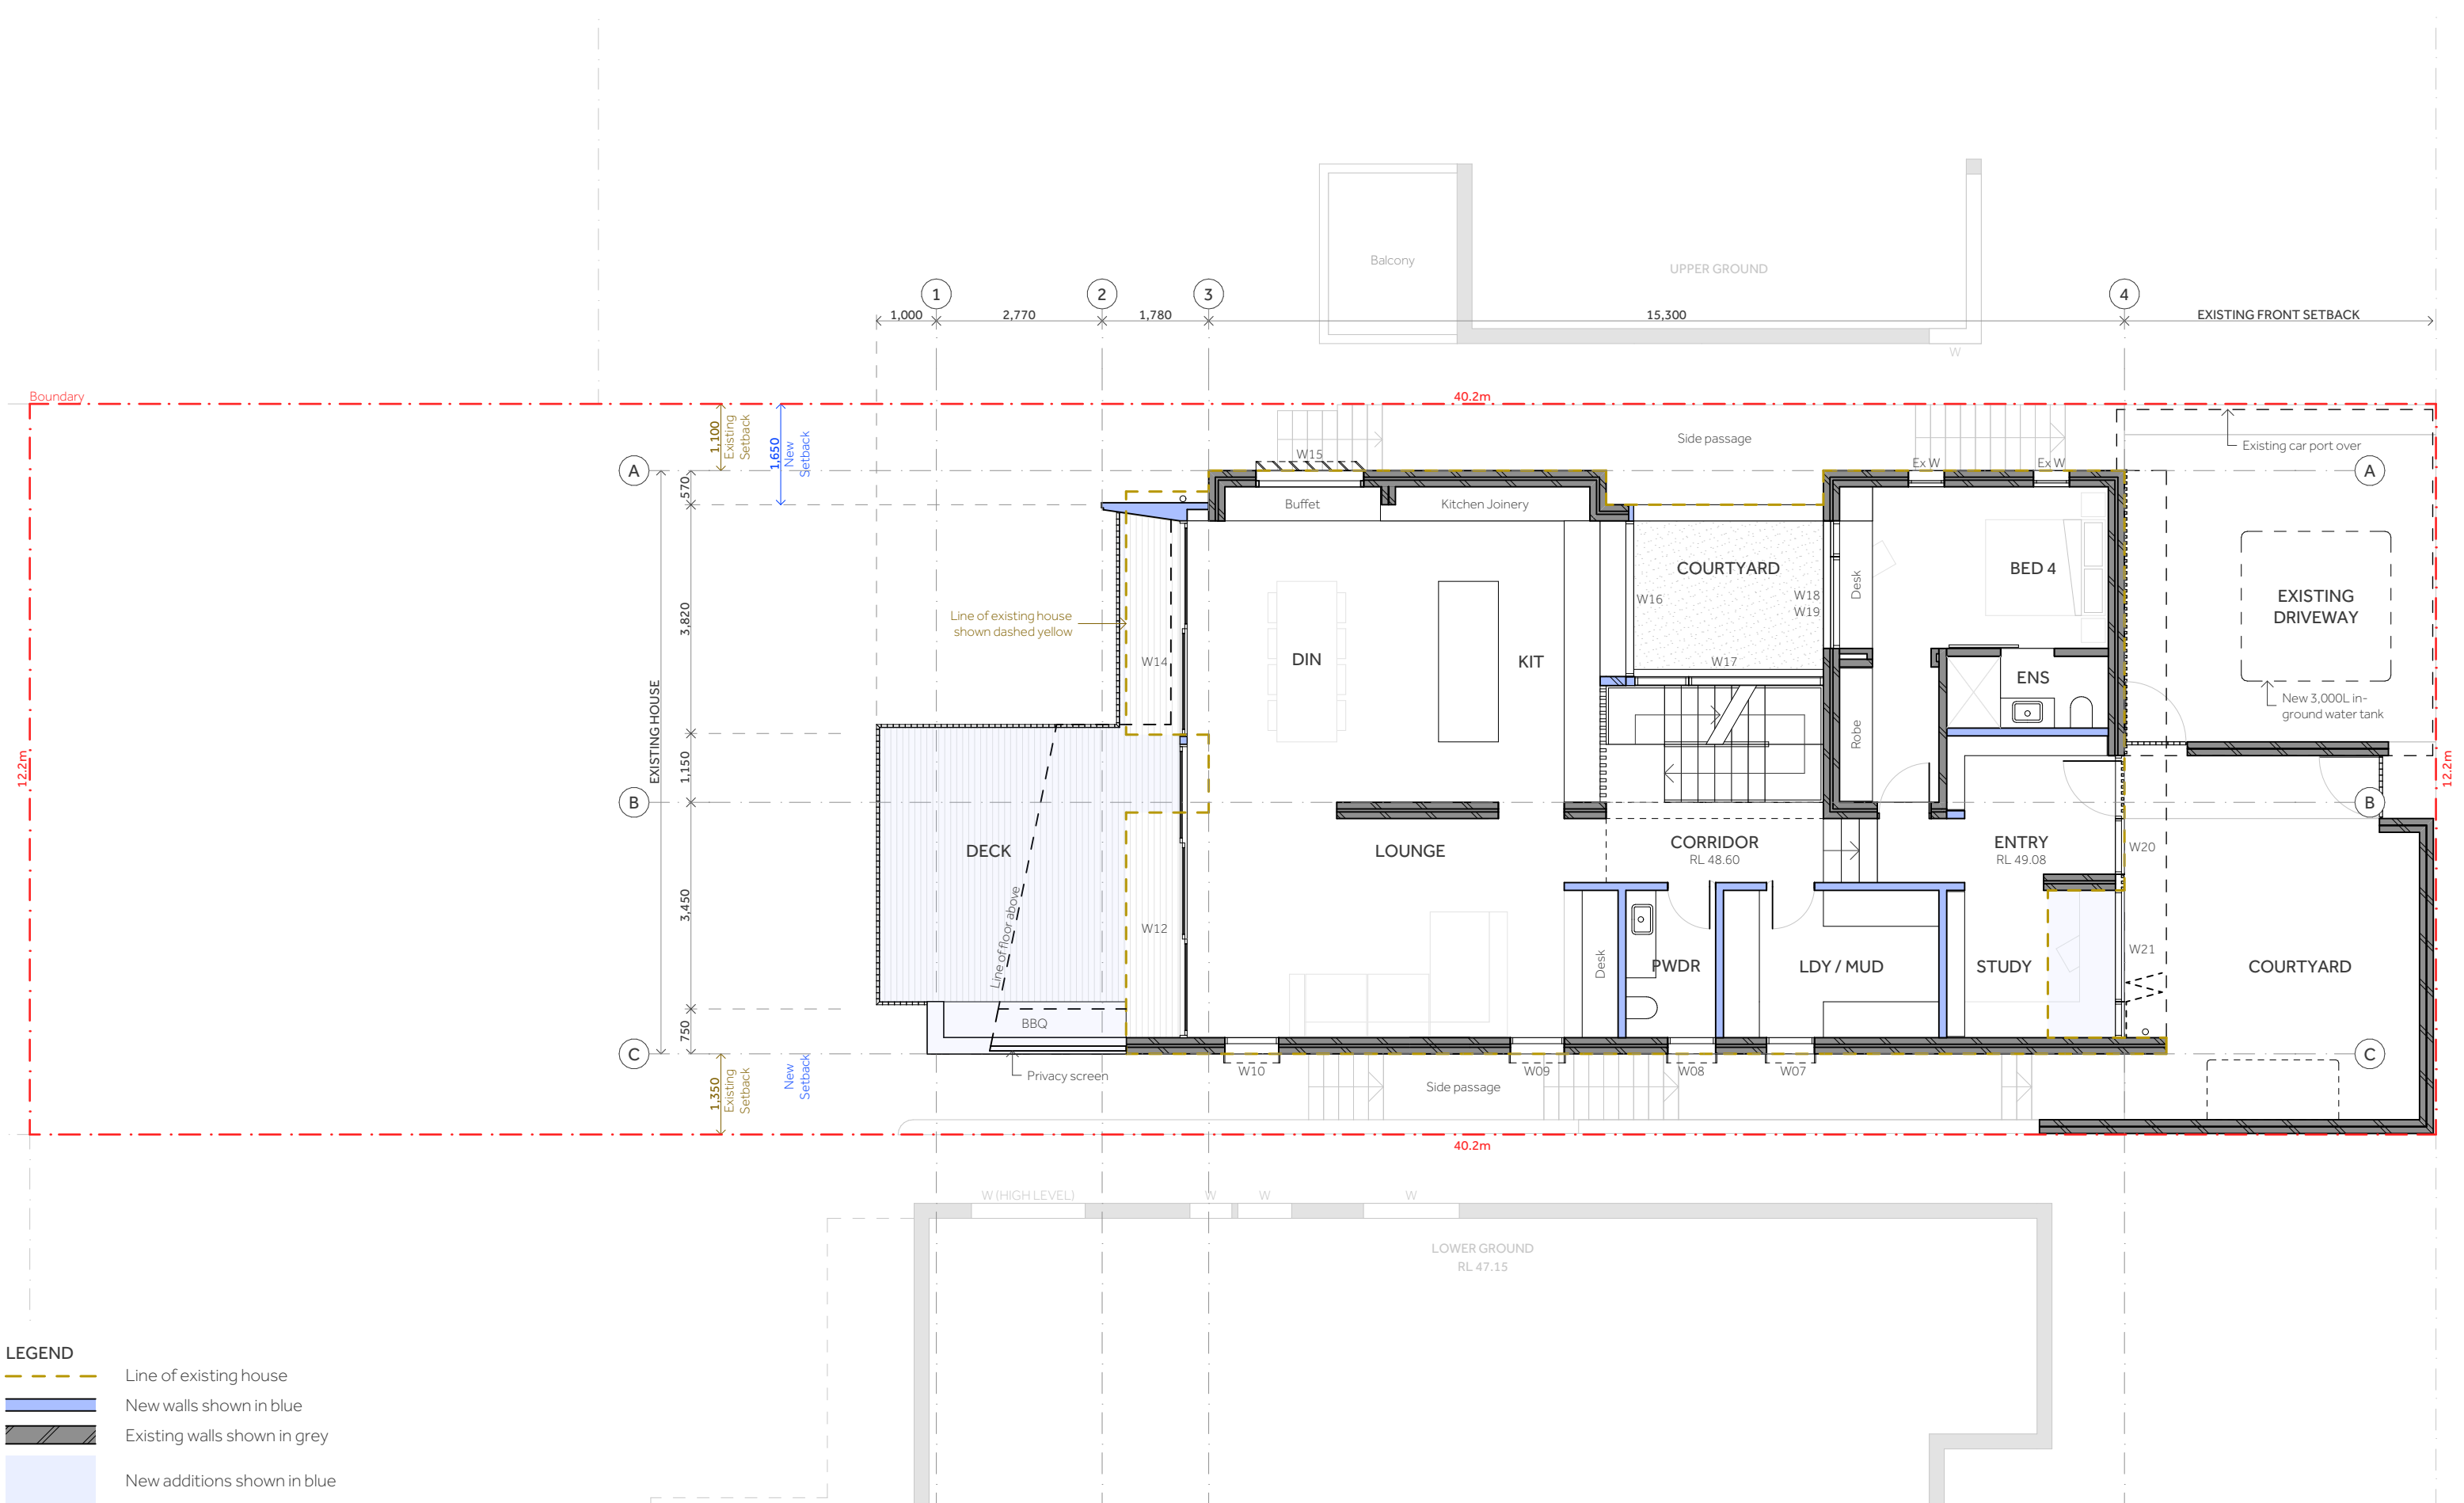 Balcony
UPPER GROUND
W
1
2
3
4
1,000
2,770
1,780
15,300
EXISTING FRONT SETBACK
Boundary
40.2m
1,100
Existing
Setback
1,650
New
Setback
Side passage
Existing car port over
W15
Ex W
Ex W
A
A
570
Buffet
Kitchen Joinery
COURTYARD
BED 4
Desk
W16
W18
W19
EXISTING
DRIVEWAY
Line of existing house
shown dashed yellow
3,820
W14
DIN
KIT
W17
ENS
New 3,000L in-
ground water tank
EXISTING HOUSE
12.2m
12.2m
1,150
Robe
B
B
DECK
LOUNGE
CORRIDOR
RL 48.60
ENTRY
RL 49.08
W20
3,450
Line of floor above
W12
Desk
PWDR
LDY / MUD
STUDY
W21
COURTYARD
750
BBQ
C
C
Privacy screen
W10
W09
W08
W07
Side passage
1,350
Existing
Setback
New
Setback
40.2m
W (HIGH LEVEL)
W
W
W
LOWER GROUND
RL 47.15
LEGEND
Line of existing house
New walls shown in blue
Existing walls shown in grey
New additions shown in blue